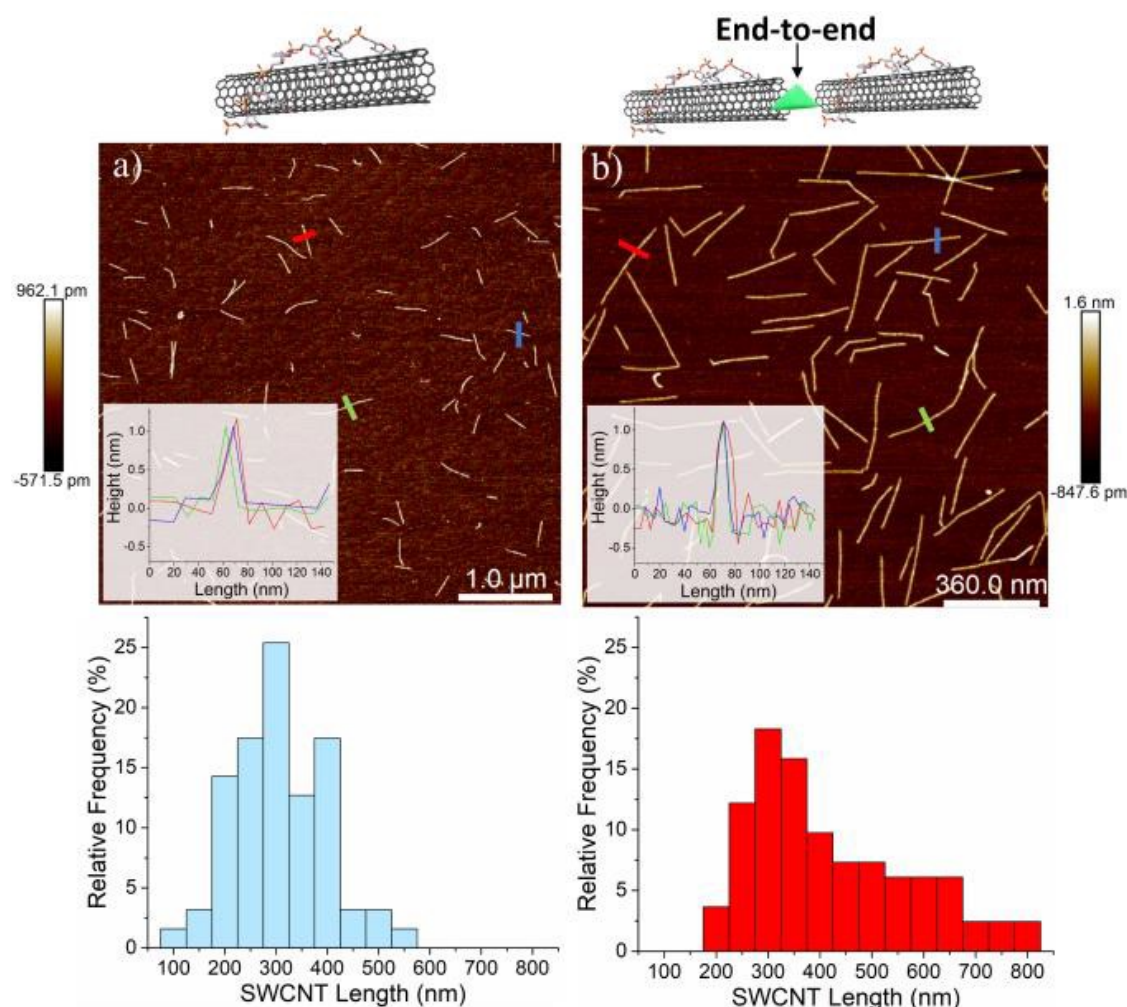 End-to-end
a)
b)
962.1 pm
-571.5 pm
1.6 nm
-847.6 pm
Height (nm)
1.0
0.5
0.0
-0.5
0 20 40 60 80 100 120 140
Length (nm)
1.0 µm
Height (nm)
1.0
0.5
0.0
-0.5
0 20 40 60 80 100 120 140
Length (nm)
360.0 nm
Relative Frequency (%)
25
20
15
10
5
0
100 200 300 400 500 600 700 800
SWCNT Length (nm)
Relative Frequency (%)
25
20
15
10
5
0
100 200 300 400 500 600 700 800
SWCNT Length (nm)